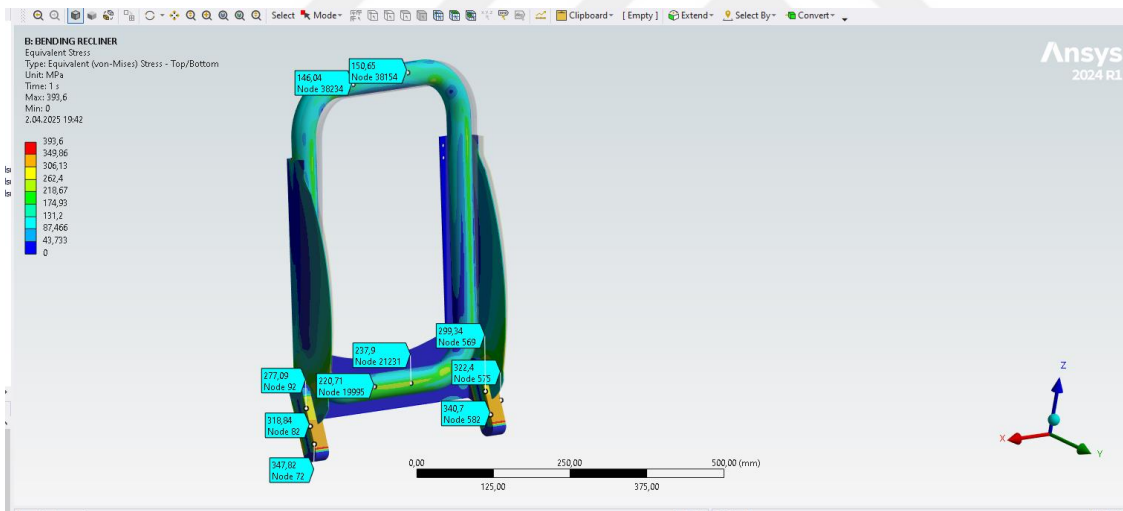 Select Mode Clipboard [ Empty ] Extend Select By Convert
B: BENDING RECLINER
Equivalent Stress
Type: Equivalent (von-Mises) Stress - Top/Bottom
Unit: MPa
Time: 1 s
Max: 393,6
Min: 0
2.04.2025 19:42
Ansys
2024 R1
393,6
349,86
306,13
262,4
218,67
174,93
131,2
87,466
43,733
0
150,65
Node 38154
146,04
Node 38234
299,34
Node 569
237,9
Node 21231
322,4
Node 575
277,09
Node 92
220,71
Node 19995
340,7
Node 582
318,84
Node 82
347,82
Node 72
0,00 250,00 500,00 (mm)
125,00 375,00
Z
X
Y